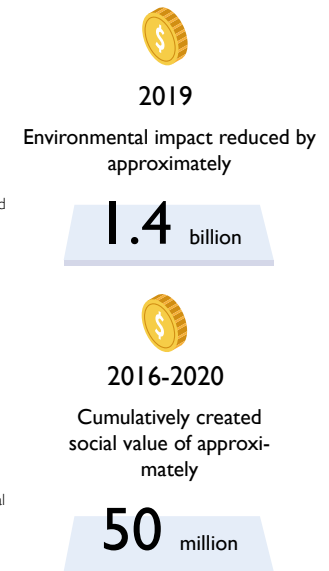 $
2019
Environmental impact reduced by
approximately
d
1.4 billion
$
2016-2020
Cumulatively created
social value of approxi-
mately
al
50 million